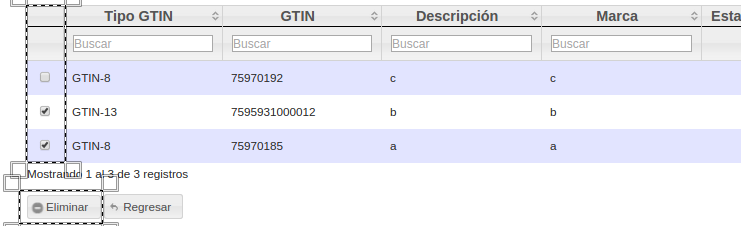 Tipo GTIN GTIN Descripción Marca Esta
Buscar Buscar Buscar Buscar
GTIN-8 75970192 c c
GTIN-13 7595931000012 b b
GTIN-8 75970185 a a
Mostrando 1 al 3 de 3 registros
Eliminar Regresar